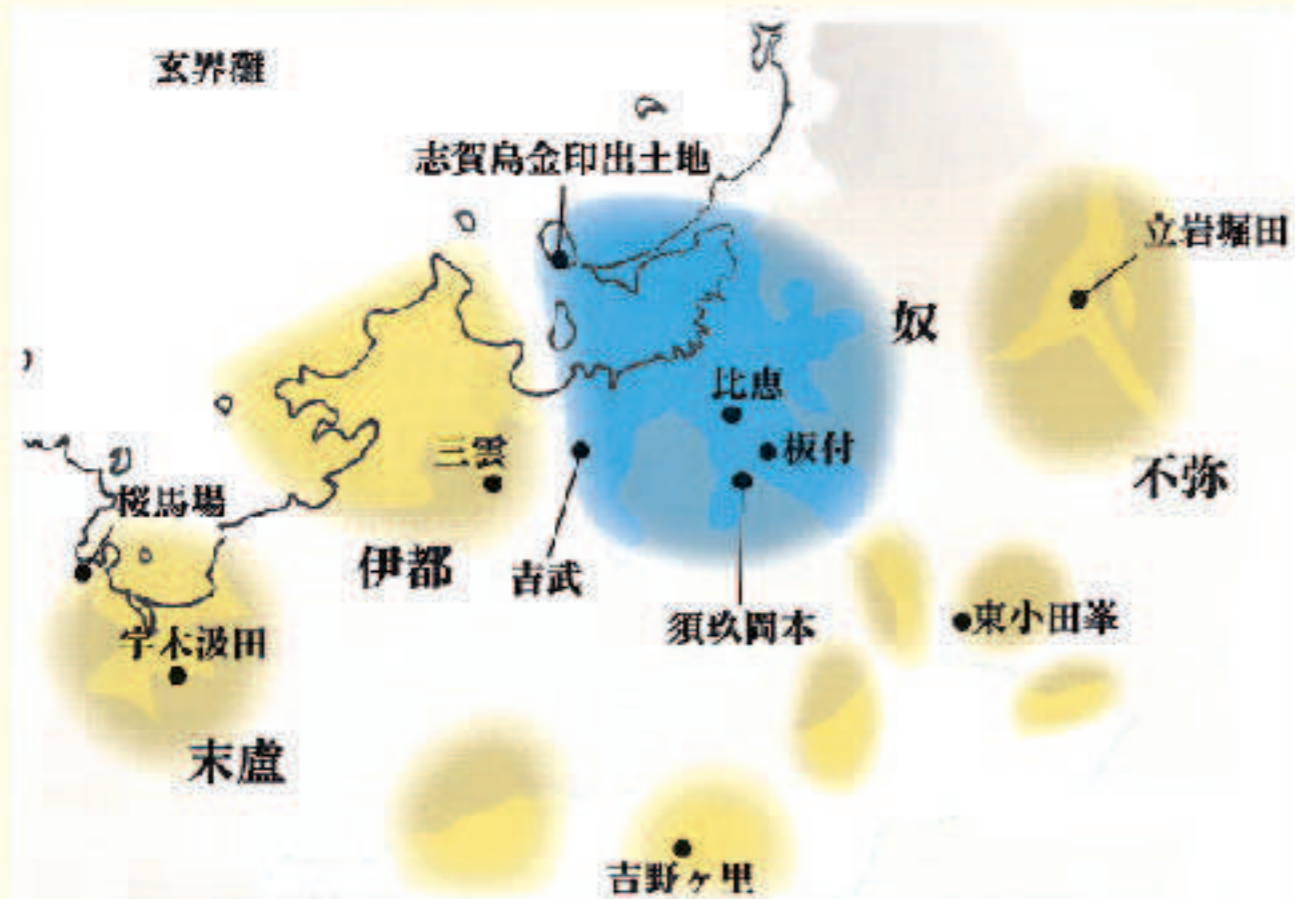 玄界灘
志賀島金印出土地
立岩堀田
奴
比恵
三雲
板付
不弥
桜馬場
伊都
吉武
須玖岡本
東小田峯
宇木汲田
末盧
吉野ヶ里